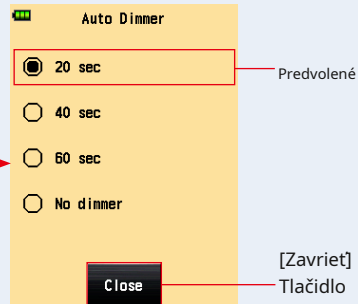 Auto Dimmer
20 sec
Predvolené
40 sec
60 sec
No dimmer
[Zavrieť]
Close
Tlačidlo